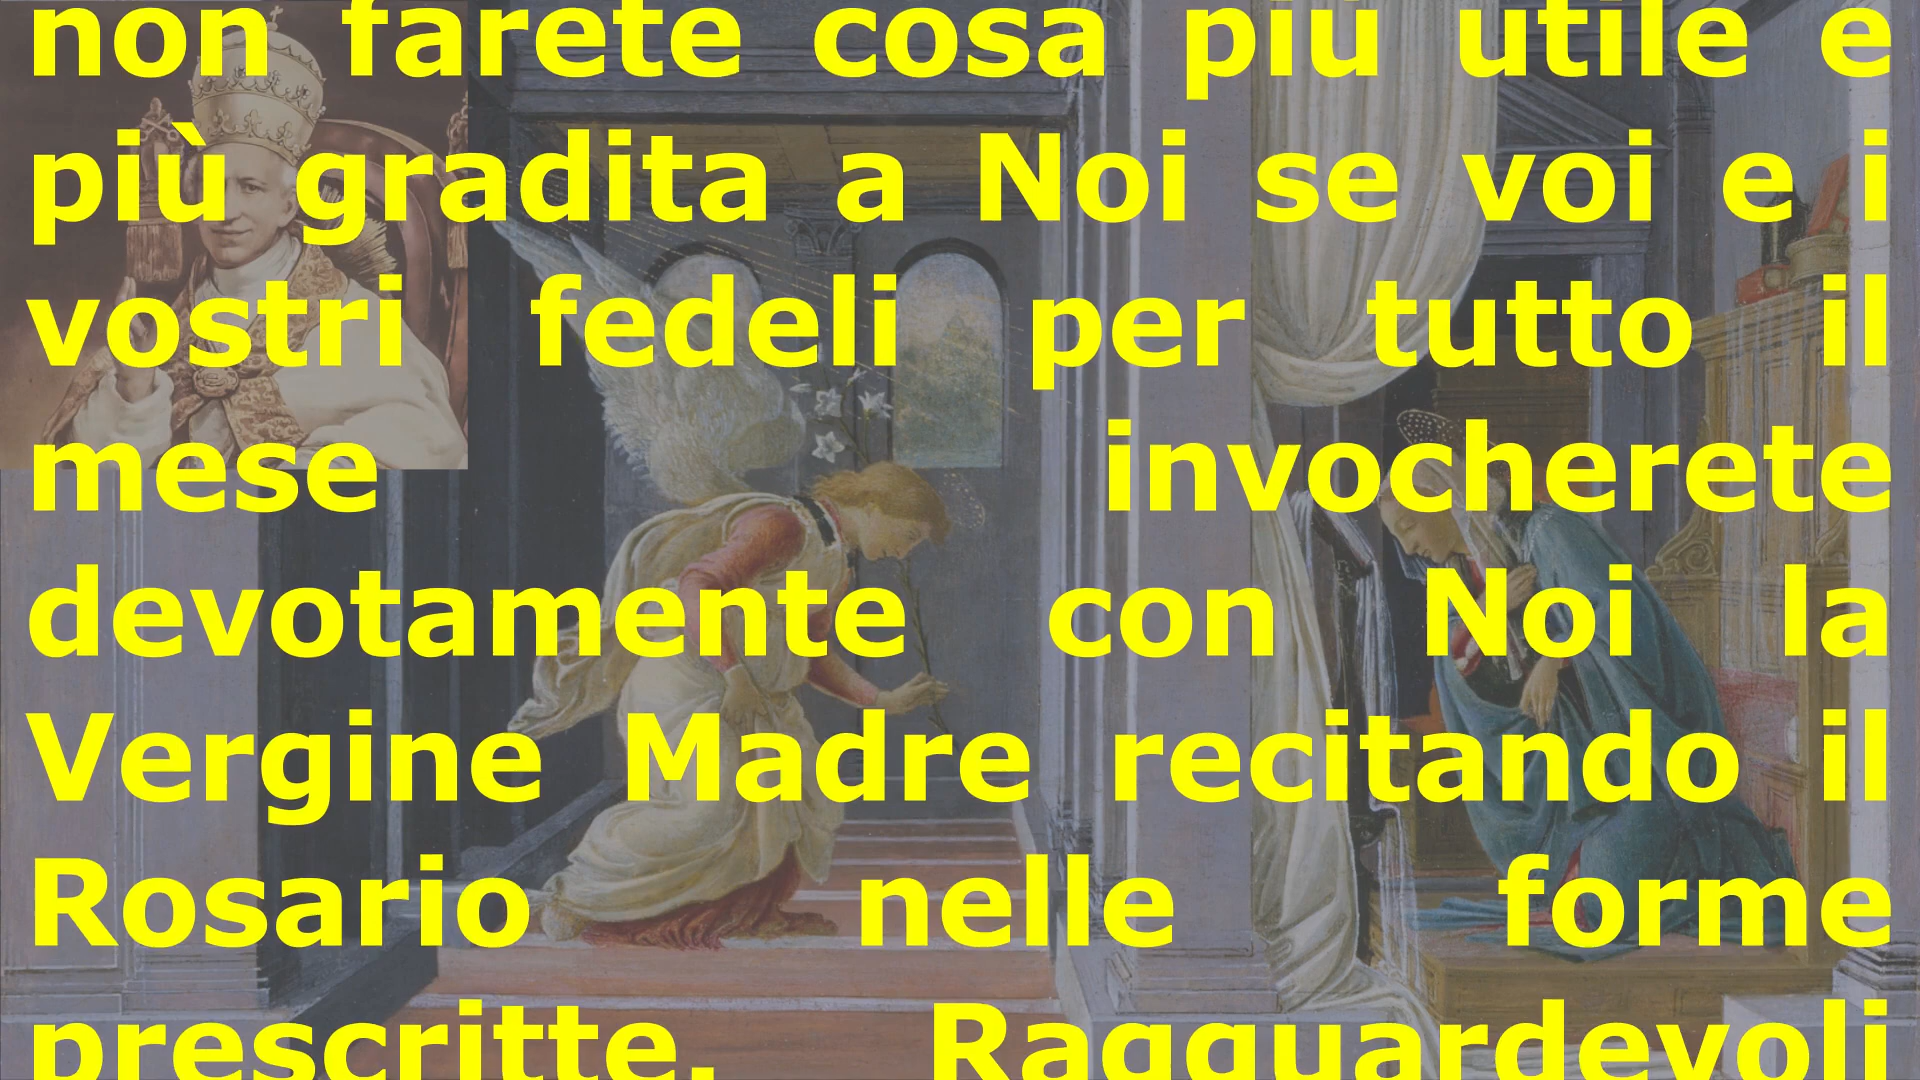 non farete cosa più utile e
più gradita a Noi se voi e i
vostri fedeli per tutto il
mese invocherete
devotamente con Noi la
Vergine Madre recitando il
Rosario nelle forme
prescritte. Ragguardevoli